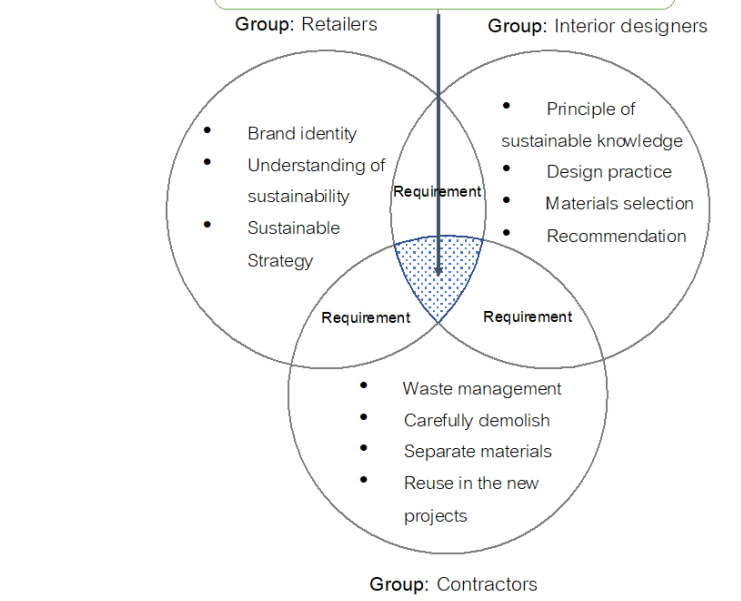 Group: Retailers
Group: Interior designers
• Brand identity
• Understanding of
sustainability
• Sustainable
Strategy
• Principle of
sustainable knowledge
• Design practice
• Materials selection
• Recommendation
Requirement
Requirement
Requirement
• Waste management
• Carefully demolish
• Separate materials
• Reuse in the new
projects
Group: Contractors